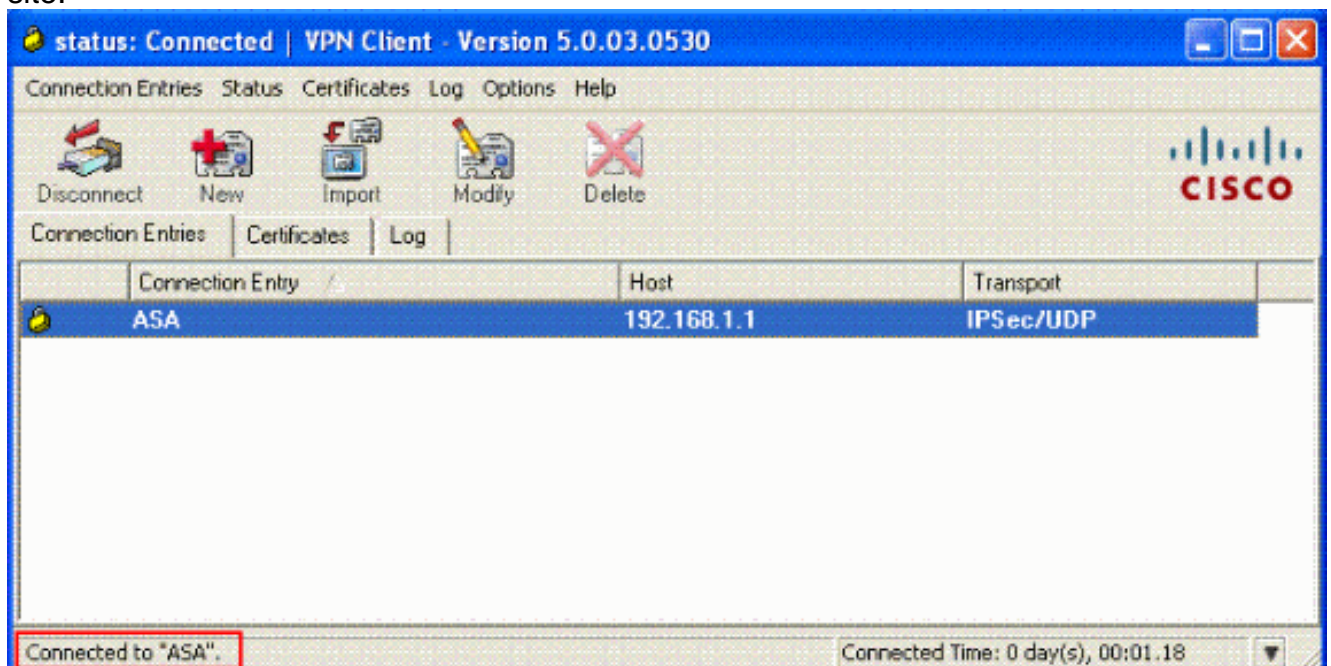 status: Connected | VPN Client - Version 5.0.03.0530
Connection Entries Status Certificates Log Options Help
Disconnect New Import Modify Delete
CISCO
Connection Entries Certificates Log
Connection Entry Host Transport
ASA 192.168.1.1 IPSec/UDP
Connected to "ASA". Connected Time: 0 day(s), 00:01.18